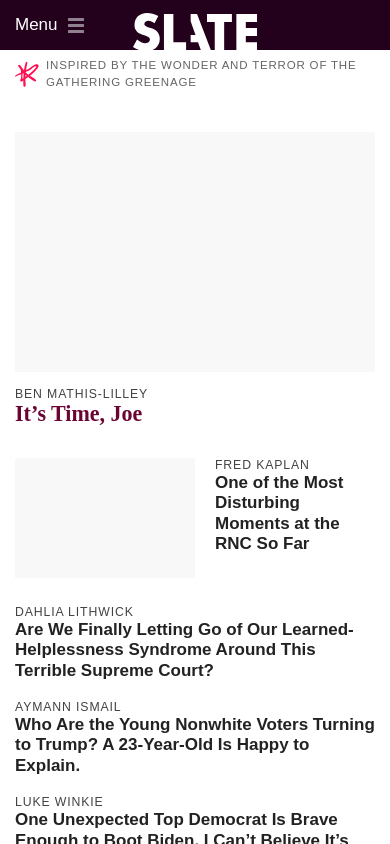 Menu
SLATE
INSPIRED BY THE WONDER AND TERROR OF THE
GATHERING GREENAGE
BEN MATHIS-LILLEY
It’s Time, Joe
FRED KAPLAN
One of the Most
Disturbing
Moments at the
RNC So Far
DAHLIA LITHWICK
Are We Finally Letting Go of Our Learned-
Helplessness Syndrome Around This
Terrible Supreme Court?
AYMANN ISMAIL
Who Are the Young Nonwhite Voters Turning
to Trump? A 23-Year-Old Is Happy to
Explain.
LUKE WINKIE
One Unexpected Top Democrat Is Brave
Enough to Boot Biden. I Can’t Believe It’s